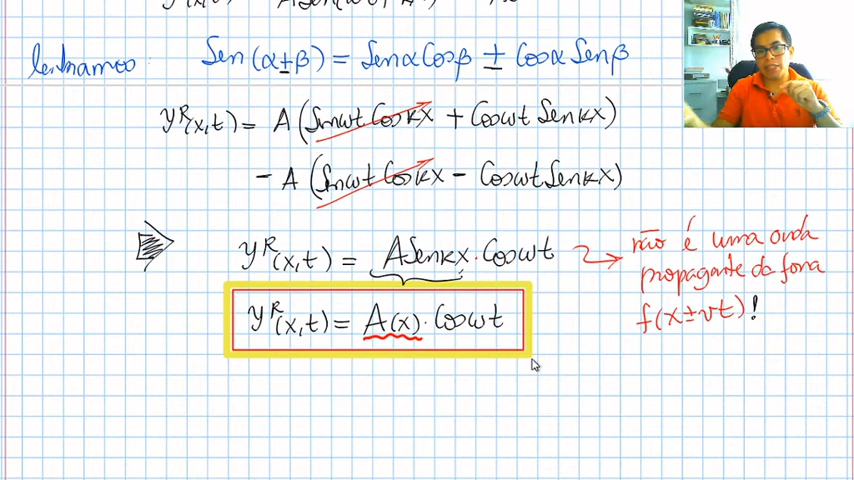 lembramos: Sen(α±β) = Senα Cosβ ± Cosα Senβ
y^R(x,t) = A(Senωt CosKx + Cosωt SenKx)
- A(Senωt CosKx - Cosωt SenKx)
y^R(x,t) = A SenKx · Cosωt
não é uma onda
propagante da forma
f(x±vt)!
y^R(x,t) = A(x) · Cosωt